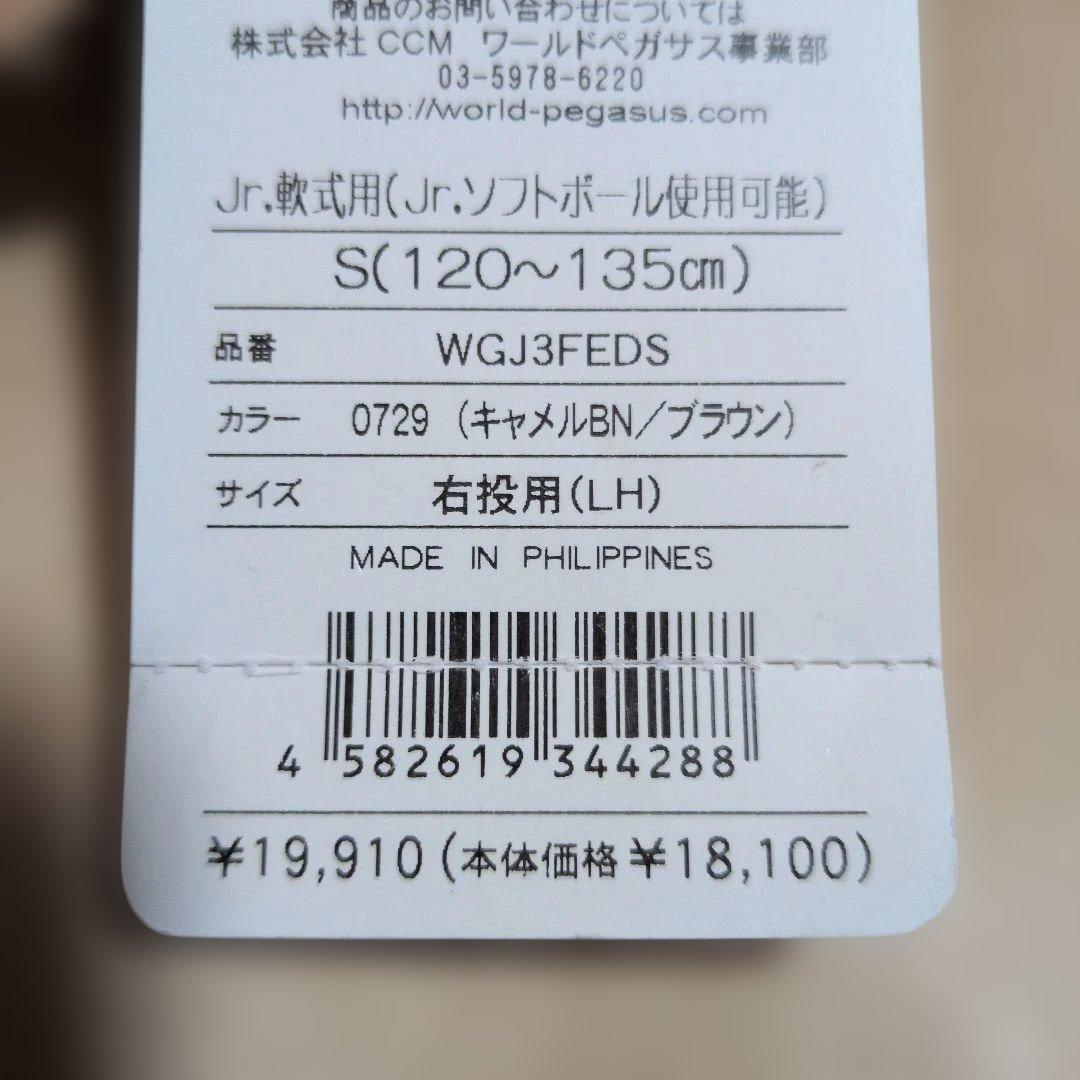 商品のお問い合わせについては
株式会社 CCM ワールドペガサス事業部
03-5978-6220
http://world-pegasus.com
Jr.軟式用(Jr.ソフトボール使用可能)
S(120～135㎝)
品番 WGJ3FEDS
カラー 0729 (キャメルBN/ブラウン)
サイズ 右投用(LH)
MADE IN PHILIPPINES
4 582619 344288
¥19,910(本体価格 ¥18,100)